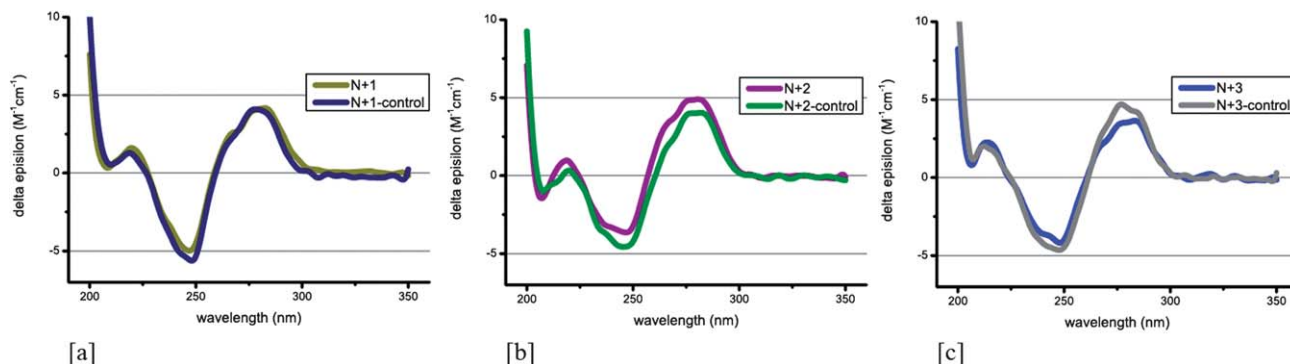 10
5
0
-5
200
250
300
350
delta episilon (M⁻¹cm⁻¹)
wavelength (nm)
N+1
N+1-control
[a]
10
5
0
-5
200
250
300
350
delta epsilon (M⁻¹cm⁻¹)
wavelength (nm)
N+2
N+2-control
[b]
10
5
0
-5
200
250
300
350
delta epsilon (M⁻¹cm⁻¹)
wavelength (nm)
N+3
N+3-control
[c]